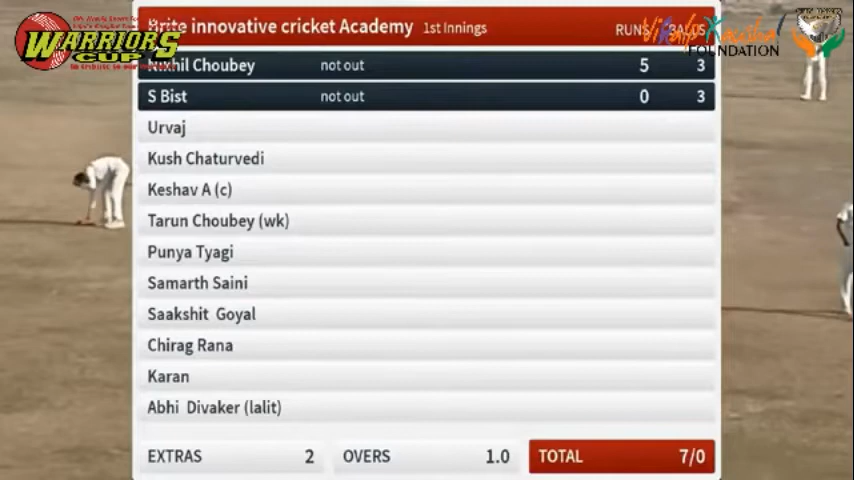 WARRIORS
CUP
Brite innovative cricket Academy 1st Innings RUNS BALLS
FOUNDATION
Nikhil Choubey not out 5 3
S Bist not out 0 3
Urvaj
Kush Chaturvedi
Keshav A (c)
Tarun Choubey (wk)
Punya Tyagi
Samarth Saini
Saakshit Goyal
Chirag Rana
Karan
Abhi Divaker (lalit)
EXTRAS 2 OVERS 1.0 TOTAL 7/0